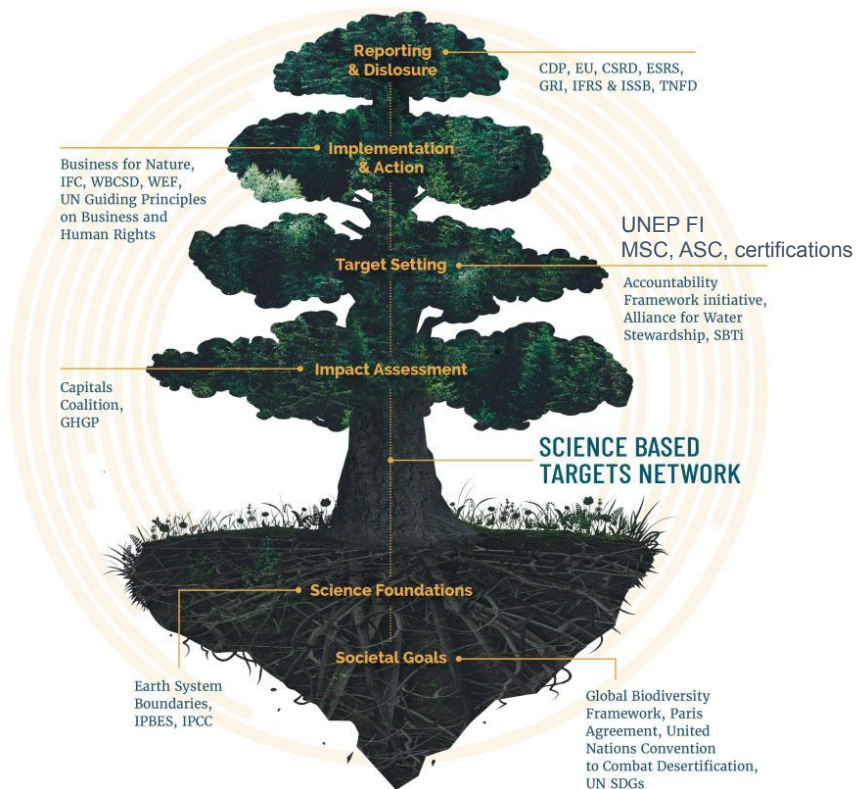 Reporting
& Dislosure
CDP, EU, CSRD, ESRS,
GRI, IFRS & ISSB, TNFD
Implementation
& Action
Business for Nature,
IFC, WBCSD, WEF,
UN Guiding Principles
on Business and
Human Rights
Target Setting
UNEP FI
MSC, ASC, certifications
Accountability
Framework initiative,
Alliance for Water
Stewardship, SBTi
Impact Assessment
Capitals
Coalition,
GHGP
SCIENCE BASED
TARGETS NETWORK
Science Foundations
Earth System
Boundaries,
IPBES, IPCC
Societal Goals
Global Biodiversity
Framework, Paris
Agreement, United
Nations Convention
to Combat Desertification,
UN SDGs